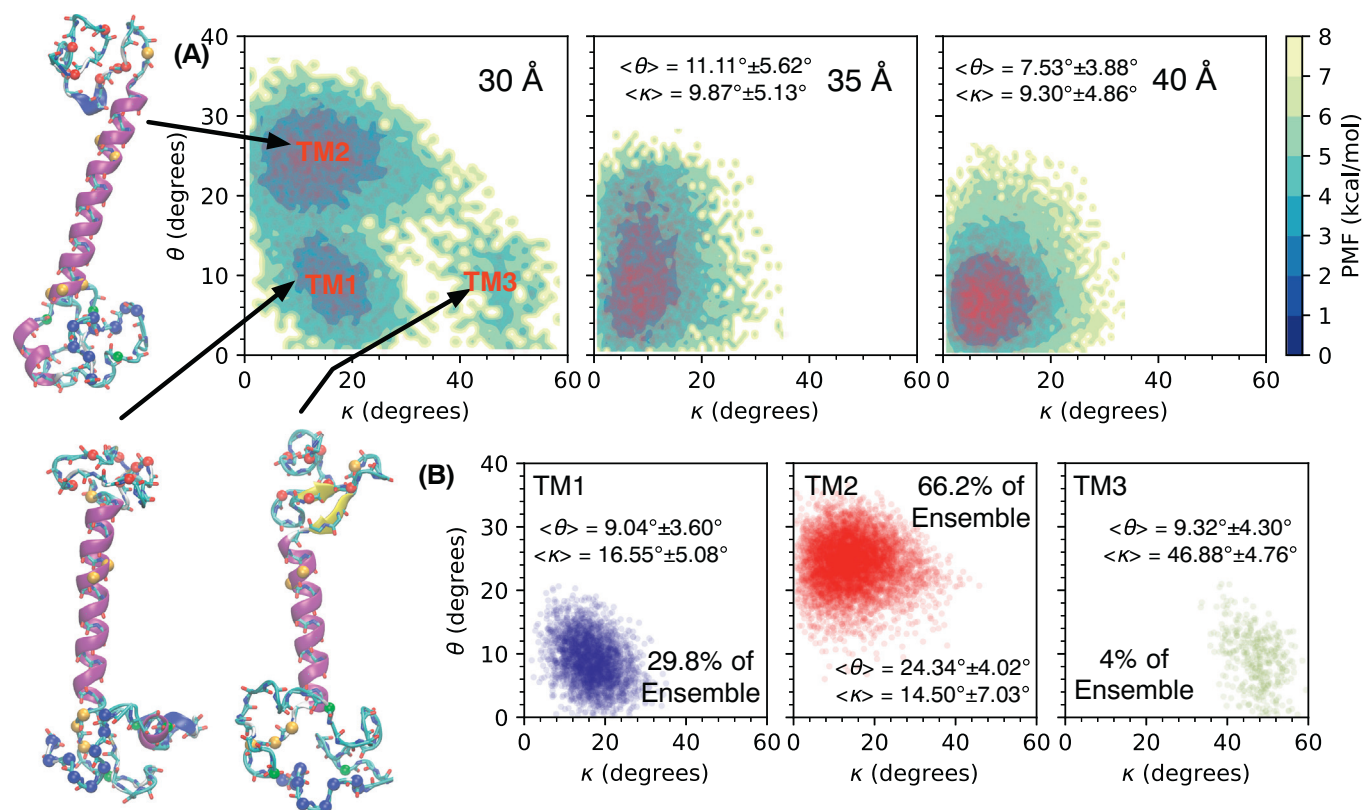 (A)
40
30
20
10
0
θ (degrees)
30 Å
TM2
TM1
TM3
0
20
40
60
κ (degrees)
<θ> = 11.11°±5.62°
<κ> = 9.87°±5.13°
35 Å
0
20
40
60
κ (degrees)
<θ> = 7.53°±3.88°
<κ> = 9.30°±4.86°
40 Å
0
20
40
60
κ (degrees)
8
7
6
5
4
3
2
1
0
PMF (kcal/mol)
(B)
40
30
20
10
0
θ (degrees)
TM1
<θ> = 9.04°±3.60°
<κ> = 16.55°±5.08°
29.8% of
Ensemble
0
20
40
60
κ (degrees)
TM2
66.2% of
Ensemble
<θ> = 24.34°±4.02°
<κ> = 14.50°±7.03°
0
20
40
60
κ (degrees)
TM3
<θ> = 9.32°±4.30°
<κ> = 46.88°±4.76°
4% of
Ensemble
0
20
40
60
κ (degrees)